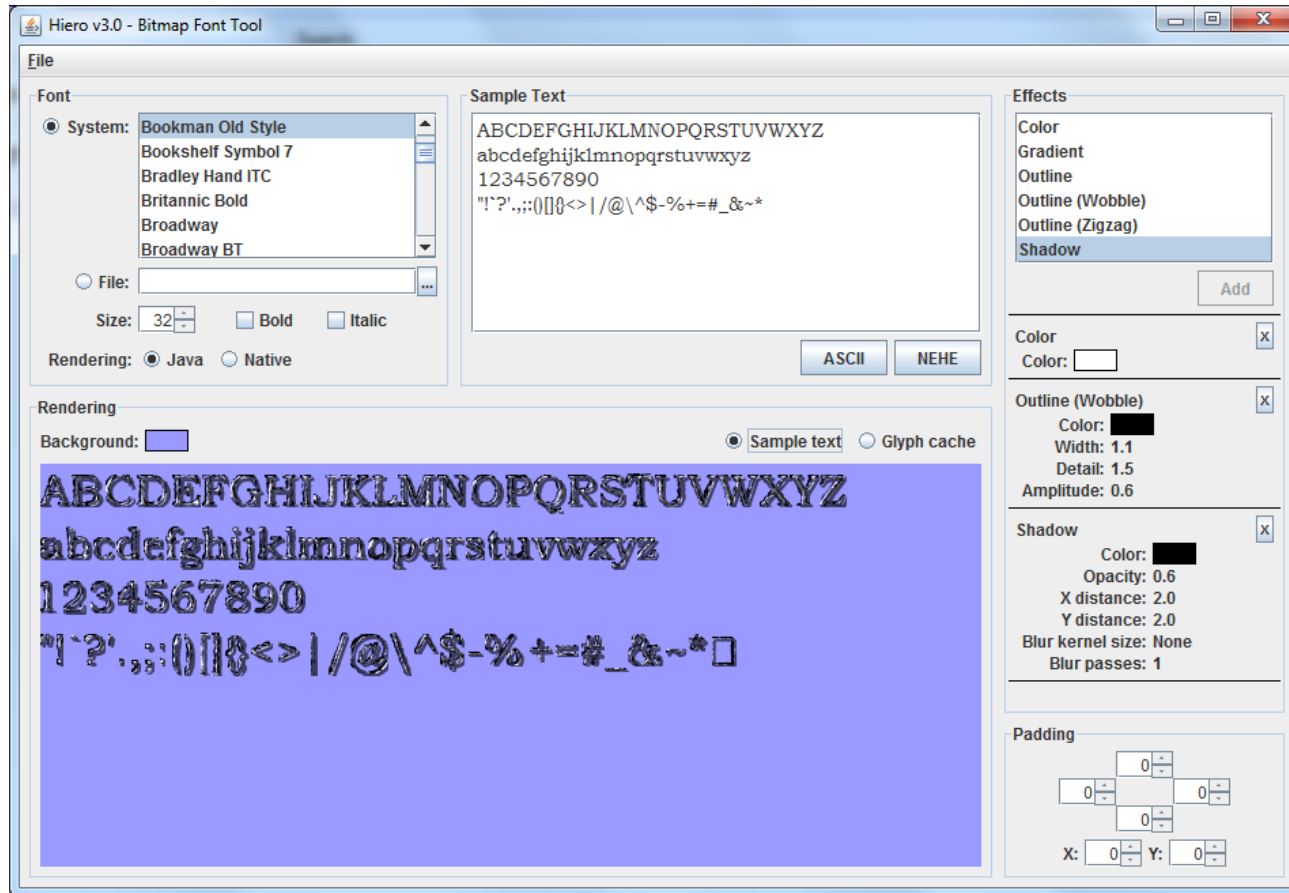 Hiero v3.0 - Bitmap Font Tool
File
Font
System:
Bookman Old Style
Bookshelf Symbol 7
Bradley Hand ITC
Britannic Bold
Broadway
Broadway BT
File:
...
Size: 32
Bold
Italic
Rendering: Java Native
Sample Text
ABCDEFGHIJKLMNOPQRSTUVWXYZ
abcdefghijklmnopqrstuvwxyz
1234567890
"!`?'.,;:()[]{}<>|/@\^$-%+=#_&~*
ASCII NEHE
Rendering
Background:
Sample text Glyph cache
ABCDEFGHIJKLMNOPQRSTUVWXYZ
abcdefghijklmnopqrstuvwxyz
1234567890
"!`?'.,;:()[]{}<>|/@\^$-%+=#_&~*□
Effects
Color
Gradient
Outline
Outline (Wobble)
Outline (Zigzag)
Shadow
Add
Color X
Color:
Outline (Wobble) X
Color:
Width: 1.1
Detail: 1.5
Amplitude: 0.6
Shadow X
Color:
Opacity: 0.6
X distance: 2.0
Y distance: 2.0
Blur kernel size: None
Blur passes: 1
Padding
0
0 0
0
X: 0 Y: 0